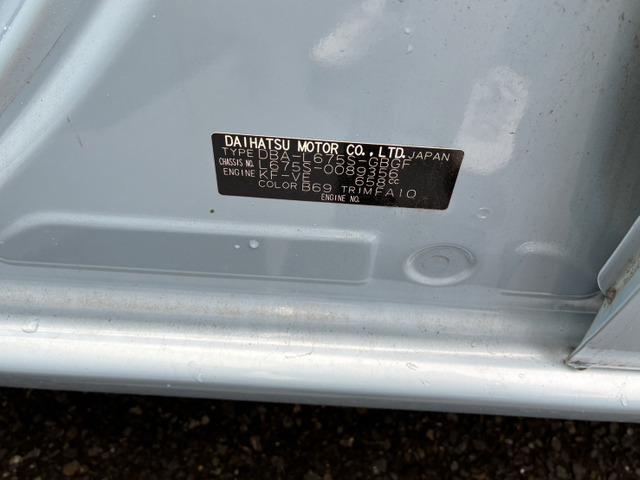 DAIHATSU MOTOR CO.,LTD. JAPAN
TYPE DBA-L675S-GBGF
CHASSIS NO. L675S-0089356
ENGINE KF-VE 658cc
COLOR B69 TRIM FA10
ENGINE NO.